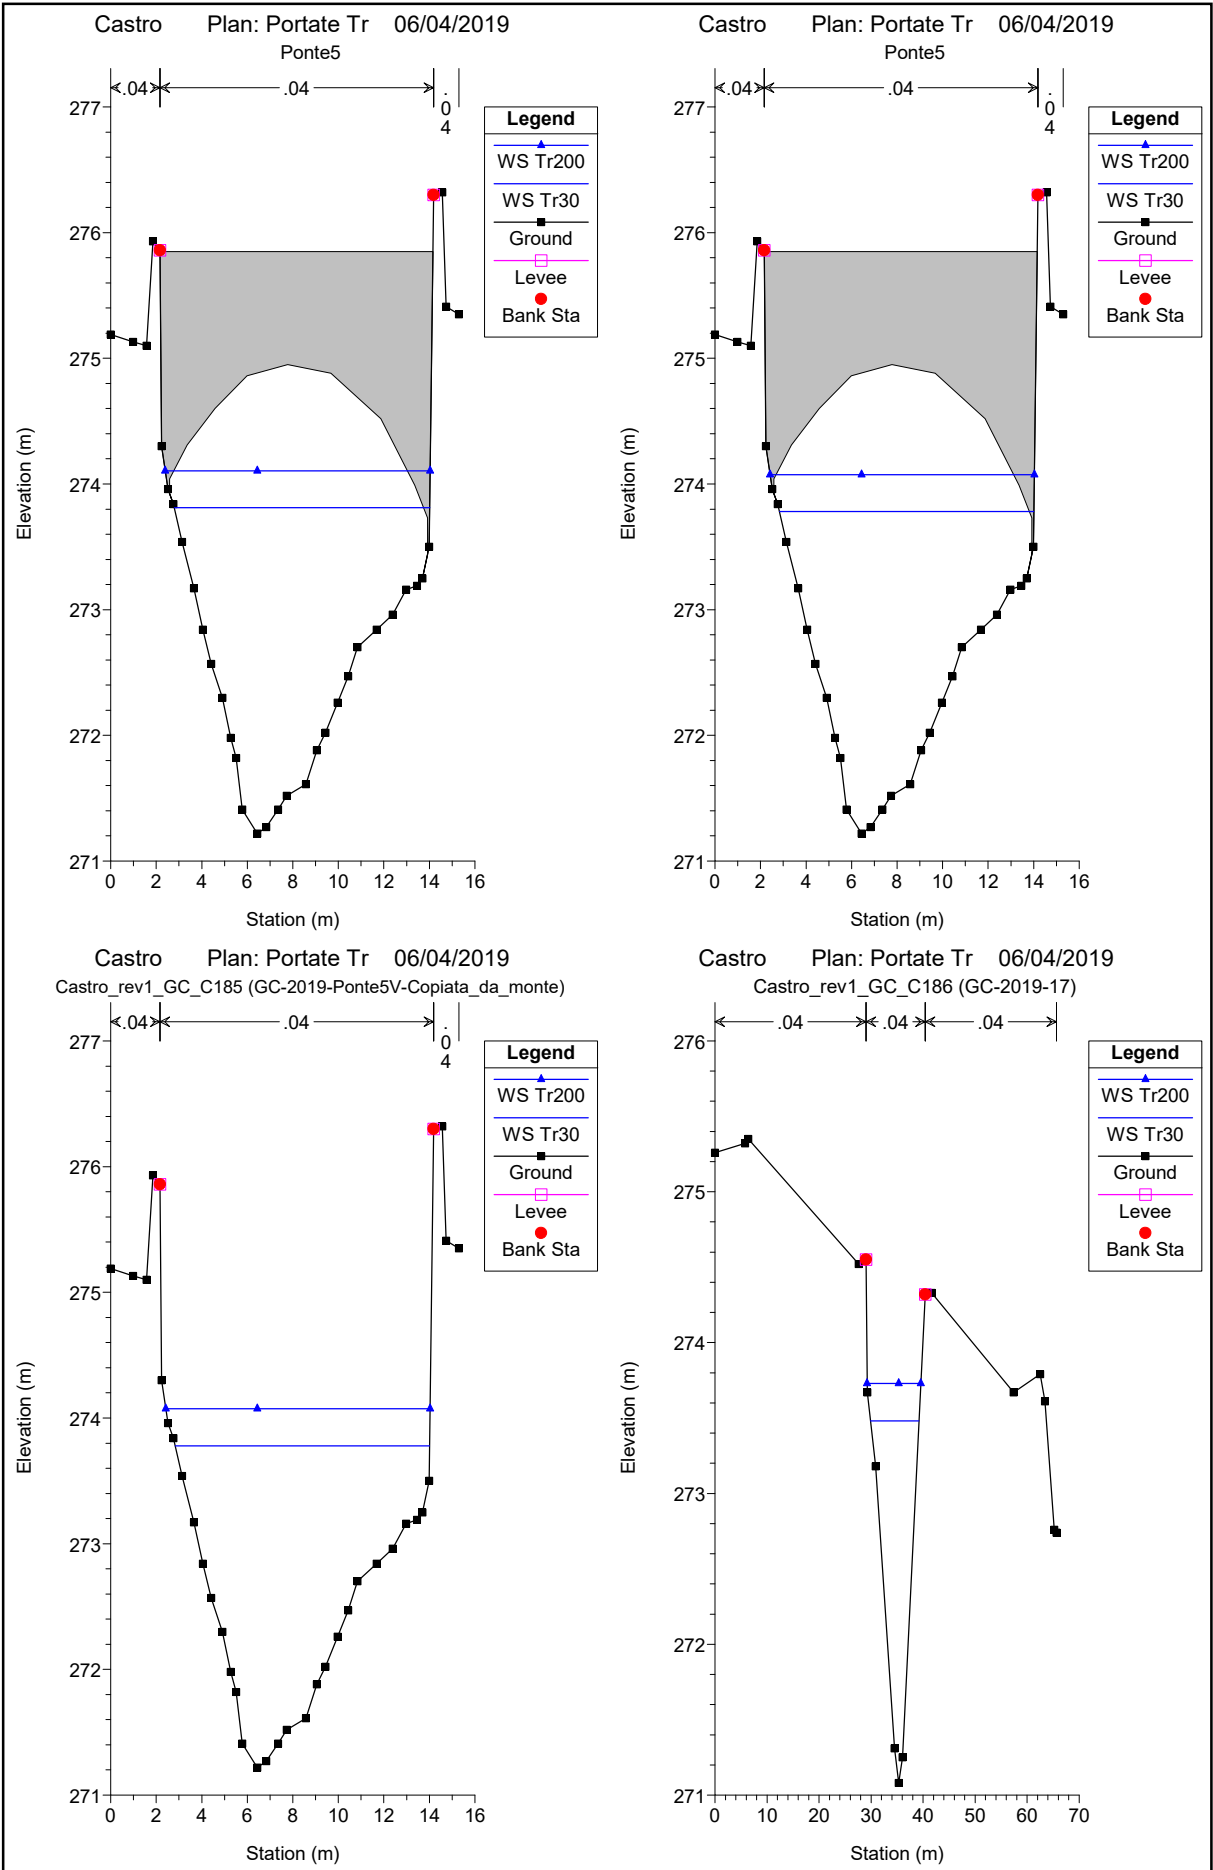 Castro Plan: Portate Tr 06/04/2019
Ponte5
.04 .04 .04
277
276
275
274
273
272
271
0 2 4 6 8 10 12 14 16
Elevation (m)
Station (m)
Legend
WS Tr200
WS Tr30
Ground
Levee
Bank Sta
Castro Plan: Portate Tr 06/04/2019
Ponte5
.04 .04 .04
277
276
275
274
273
272
271
0 2 4 6 8 10 12 14 16
Elevation (m)
Station (m)
Legend
WS Tr200
WS Tr30
Ground
Levee
Bank Sta
Castro Plan: Portate Tr 06/04/2019
Castro_rev1_GC_C185 (GC-2019-Ponte5V-Copiata_da_monte)
.04 .04 .04
277
276
275
274
273
272
271
0 2 4 6 8 10 12 14 16
Elevation (m)
Station (m)
Legend
WS Tr200
WS Tr30
Ground
Levee
Bank Sta
Castro Plan: Portate Tr 06/04/2019
Castro_rev1_GC_C186 (GC-2019-17)
.04 .04 .04
276
275
274
273
272
271
0 10 20 30 40 50 60 70
Elevation (m)
Station (m)
Legend
WS Tr200
WS Tr30
Ground
Levee
Bank Sta